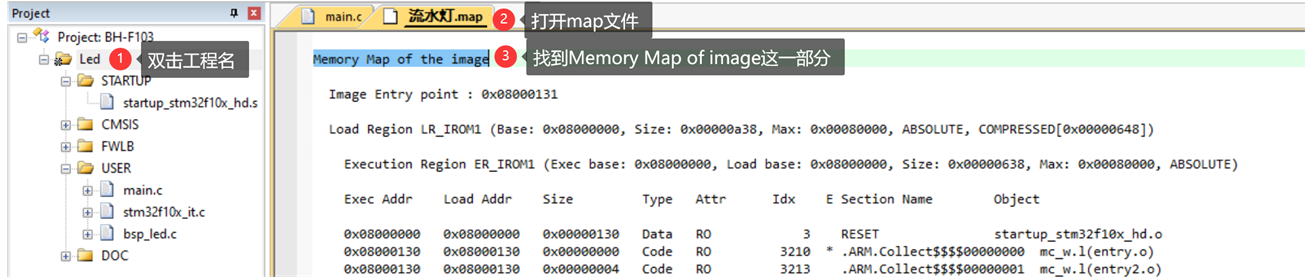 Project
Project: BH-F103
Led
1 双击工程名
STARTUP
startup_stm32f10x_hd.s
CMSIS
FWLB
USER
main.c
stm32f10x_it.c
bsp_led.c
DOC
main.c
流水灯.map
2 打开map文件
Memory Map of the image
3 找到Memory Map of image这一部分
Image Entry point : 0x08000131
Load Region LR_IROM1 (Base: 0x08000000, Size: 0x00000a38, Max: 0x00080000, ABSOLUTE, COMPRESSED[0x00000648])
Execution Region ER_IROM1 (Exec base: 0x08000000, Load base: 0x08000000, Size: 0x00000638, Max: 0x00080000, ABSOLUTE)
Exec Addr Load Addr Size Type Attr Idx E Section Name Object
0x08000000 0x08000000 0x00000130 Data RO 3 RESET startup_stm32f10x_hd.o
0x08000130 0x08000130 0x00000000 Code RO 3210 * .ARM.Collect$$$$00000000 mc_w.l(entry.o)
0x08000130 0x08000130 0x00000004 Code RO 3213 .ARM.Collect$$$$00000001 mc_w.l(entry2.o)